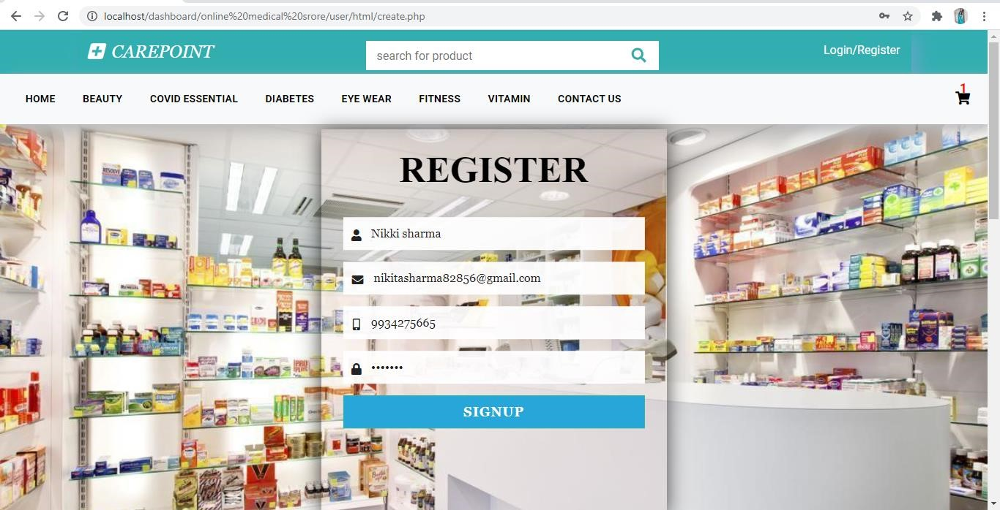 localhost/dashboard/online%20medical%20srore/user/html/create.php
CAREPOINT
search for product
Login/Register
HOME BEAUTY COVID ESSENTIAL DIABETES EYE WEAR FITNESS VITAMIN CONTACT US
1
REGISTER
Nikki sharma
nikitasharma82856@gmail.com
9934275665
•••••••
SIGNUP